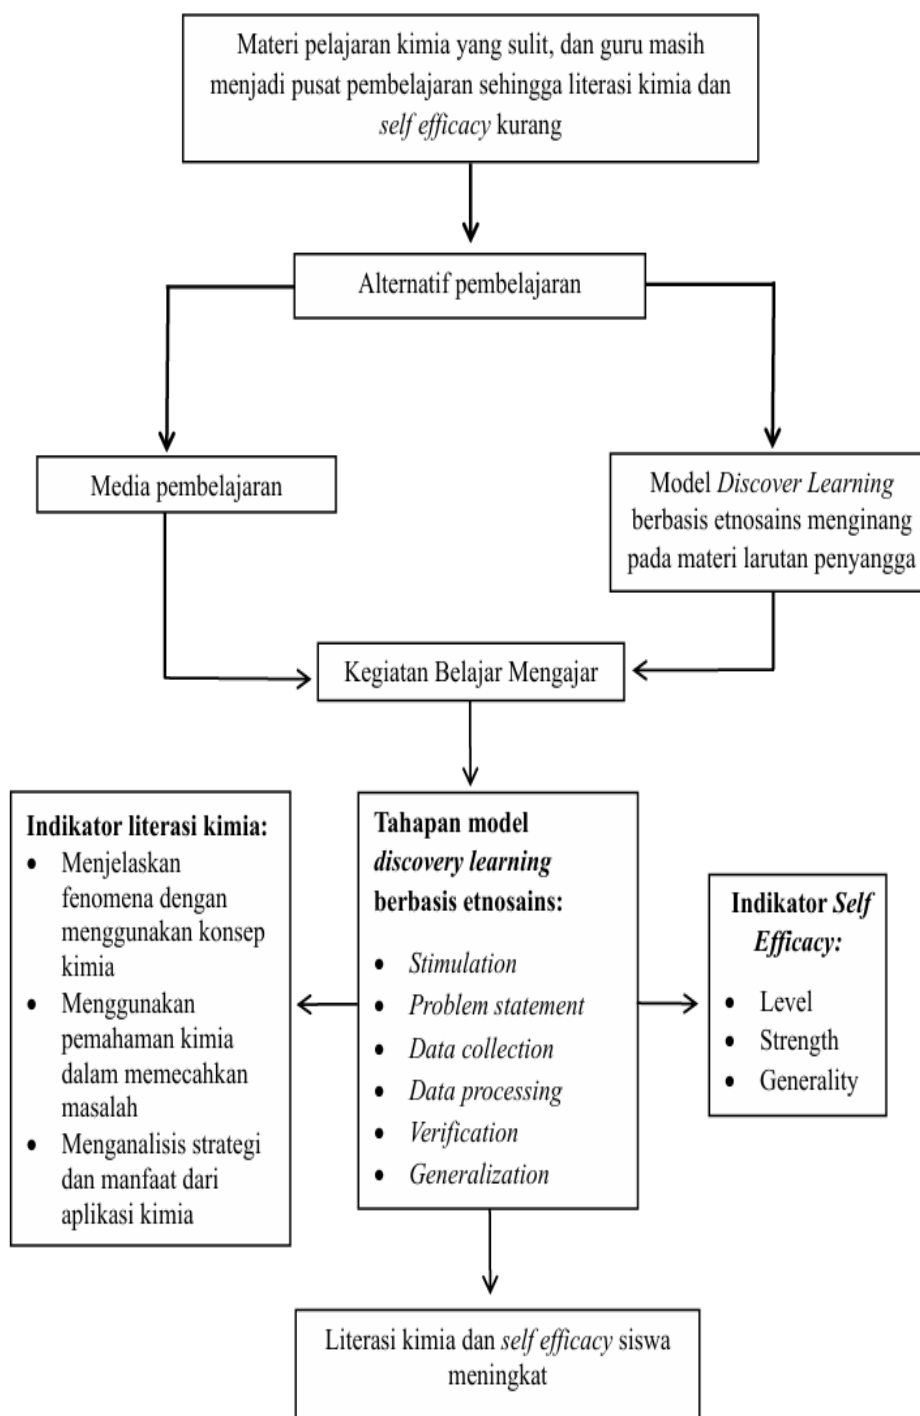 Materi pelajaran kimia yang sulit, dan guru masih
menjadi pusat pembelajaran sehingga literasi kimia dan
self efficacy kurang
Alternatif pembelajaran
Media pembelajaran
Model Discover Learning
berbasis etnosains menginang
pada materi larutan penyangga
Kegiatan Belajar Mengajar
Indikator literasi kimia:
• Menjelaskan
fenomena dengan
menggunakan konsep
kimia
• Menggunakan
pemahaman kimia
dalam memecahkan
masalah
• Menganalisis strategi
dan manfaat dari
aplikasi kimia
Tahapan model
discovery learning
berbasis etnosains:
• Stimulation
• Problem statement
• Data collection
• Data processing
• Verification
• Generalization
Indikator Self
Efficacy:
• Level
• Strength
• Generality
Literasi kimia dan self efficacy siswa
meningkat